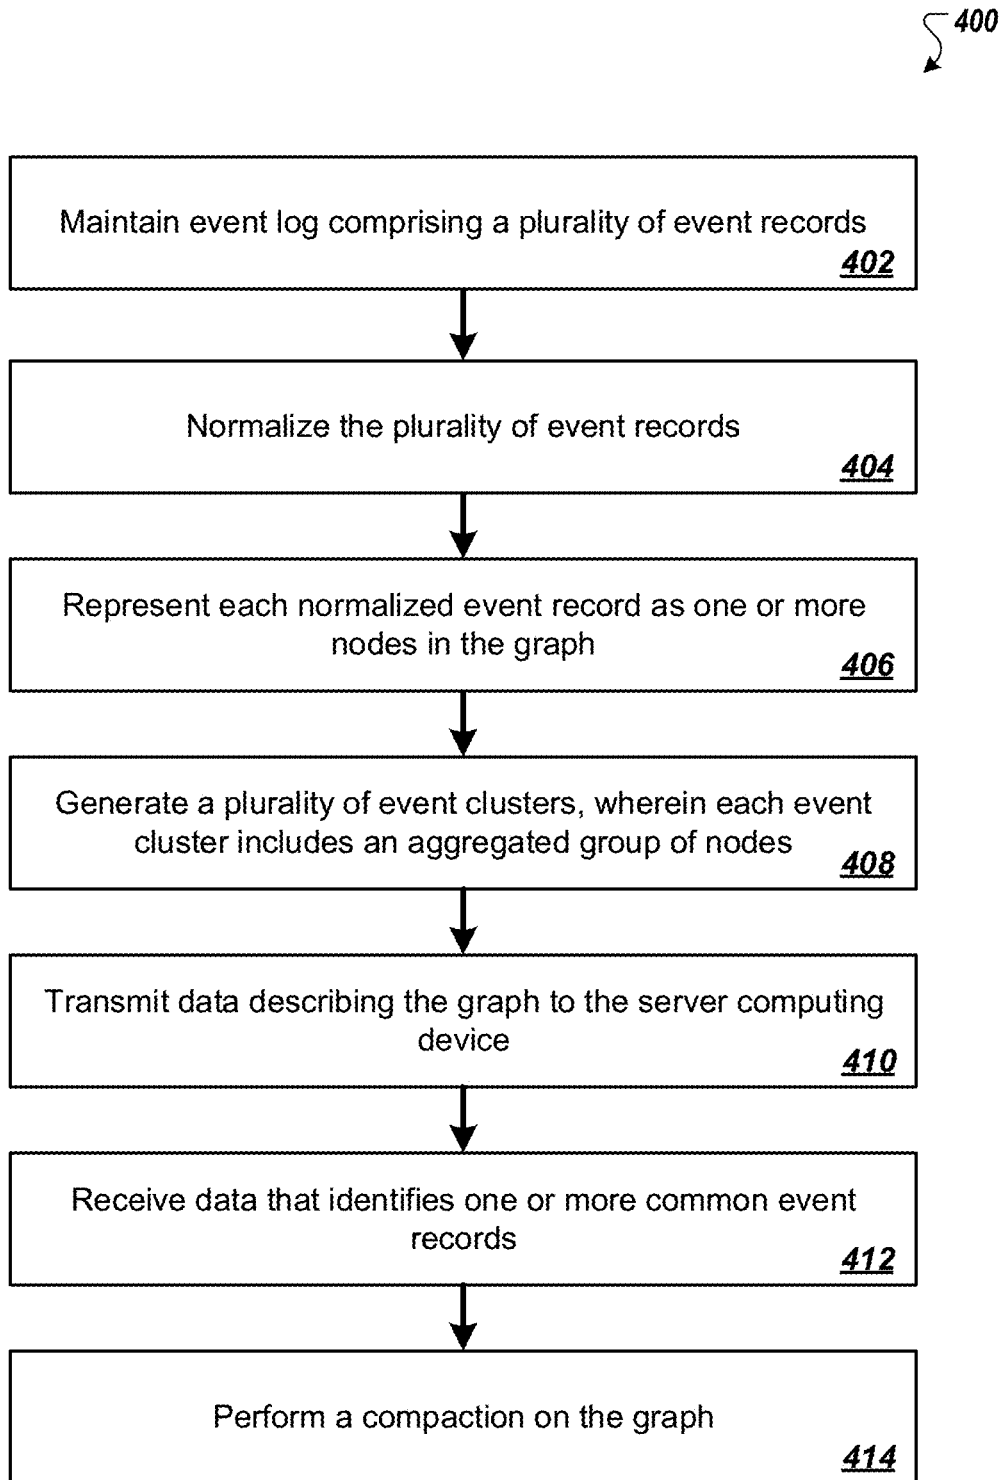 400
Maintain event log comprising a plurality of event records
402
Normalize the plurality of event records
404
Represent each normalized event record as one or more
nodes in the graph
406
Generate a plurality of event clusters, wherein each event
cluster includes an aggregated group of nodes
408
Transmit data describing the graph to the server computing
device
410
Receive data that identifies one or more common event
records
412
Perform a compaction on the graph
414